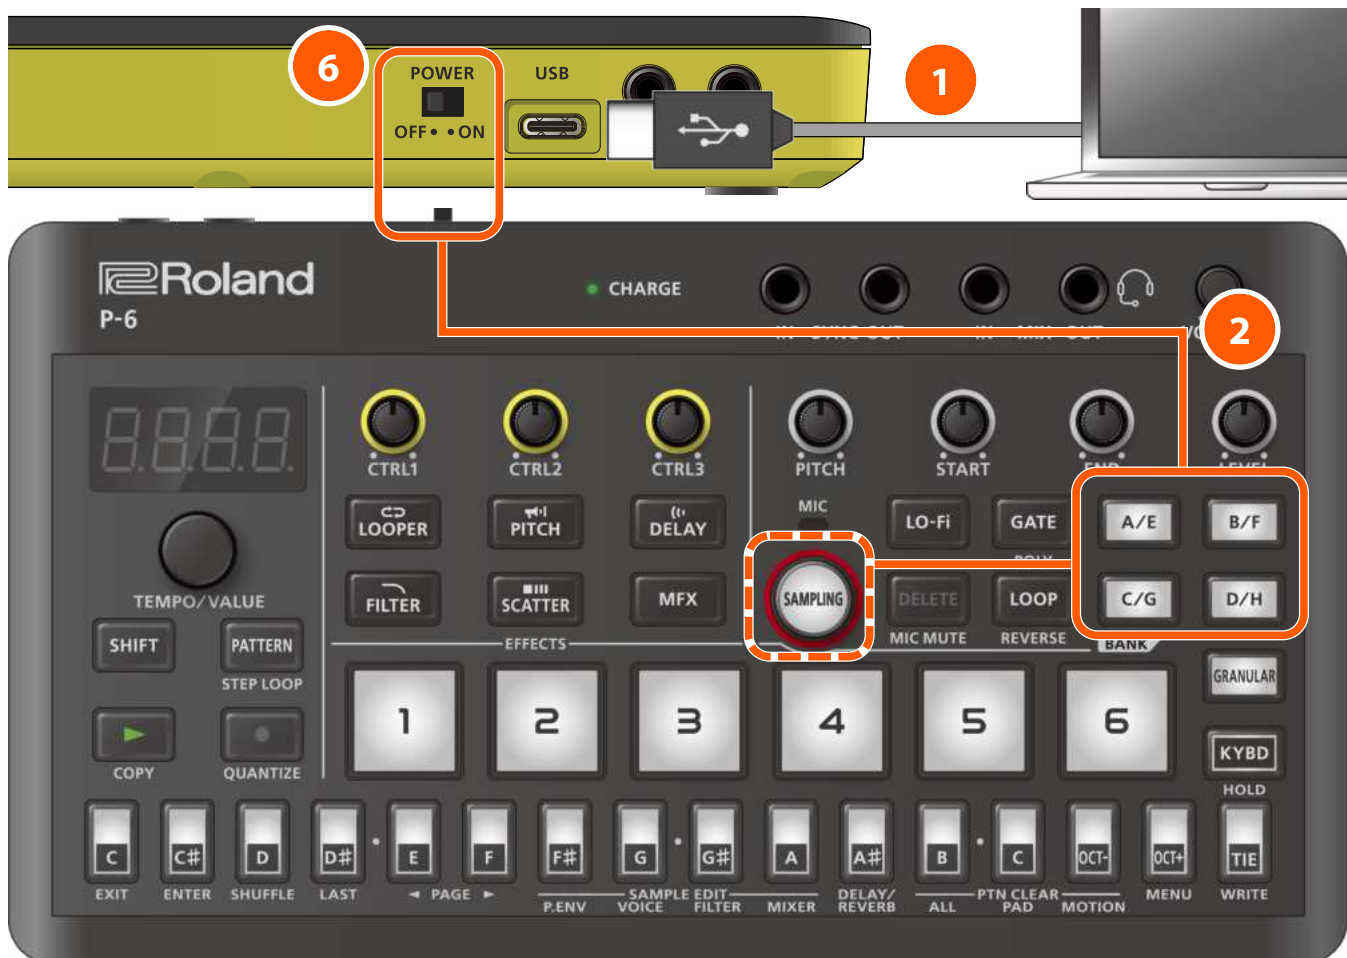 6
POWER
USB
1
OFF • • ON
Roland
P-6
CHARGE
2
CTRL1
CTRL2
CTRL3
PITCH
START
MIC
LOOPER
PITCH
DELAY
LO-Fi
GATE
A/E
B/F
TEMPO/VALUE
FILTER
SCATTER
MFX
SAMPLING
DELETE
LOOP
C/G
D/H
SHIFT
PATTERN
EFFECTS
MIC MUTE
REVERSE
BANK
STEP LOOP
GRANULAR
1
2
3
4
5
6
COPY
QUANTIZE
KYBD
HOLD
C
C♯
D
D♯
E
F
F♯
G
G♯
A
A♯
B
C
OCT-
OCT+
TIE
EXIT
ENTER
SHUFFLE
LAST
◄ PAGE ►
P.ENV
SAMPLE EDIT
VOICE
FILTER
MIXER
DELAY/
REVERB
PTN CLEAR
ALL
PAD
MOTION
MENU
WRITE